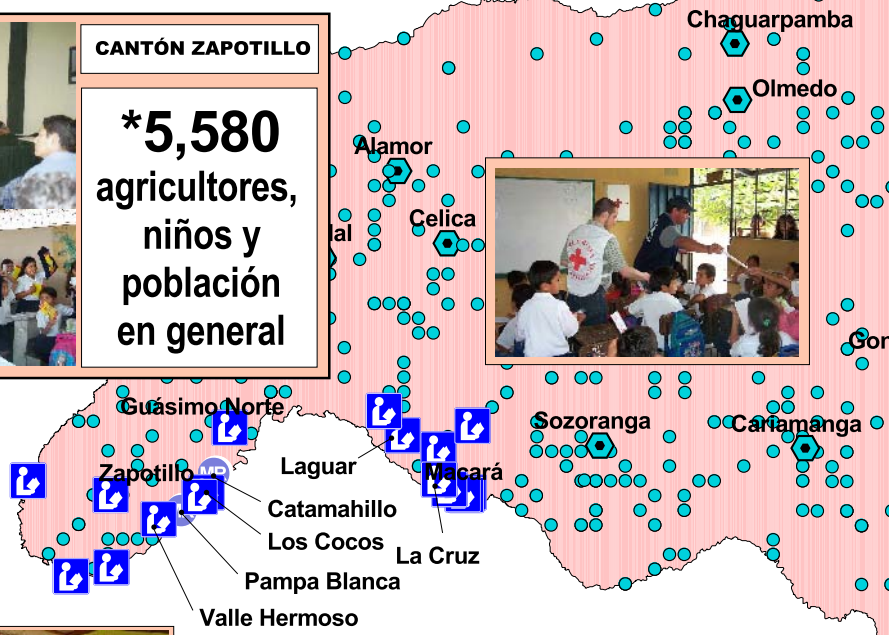 Chaguarpamba
CANTÓN ZAPOTILLO
Olmedo
*5,580
agricultores,
niños y
población
en general
Alamor
Celica
Guásimo Norte
Sozoranga
Cariamanga
Laguar
Zapotillo
MR
Macará
Catamahillo
Los Cocos
La Cruz
Pampa Blanca
Valle Hermoso